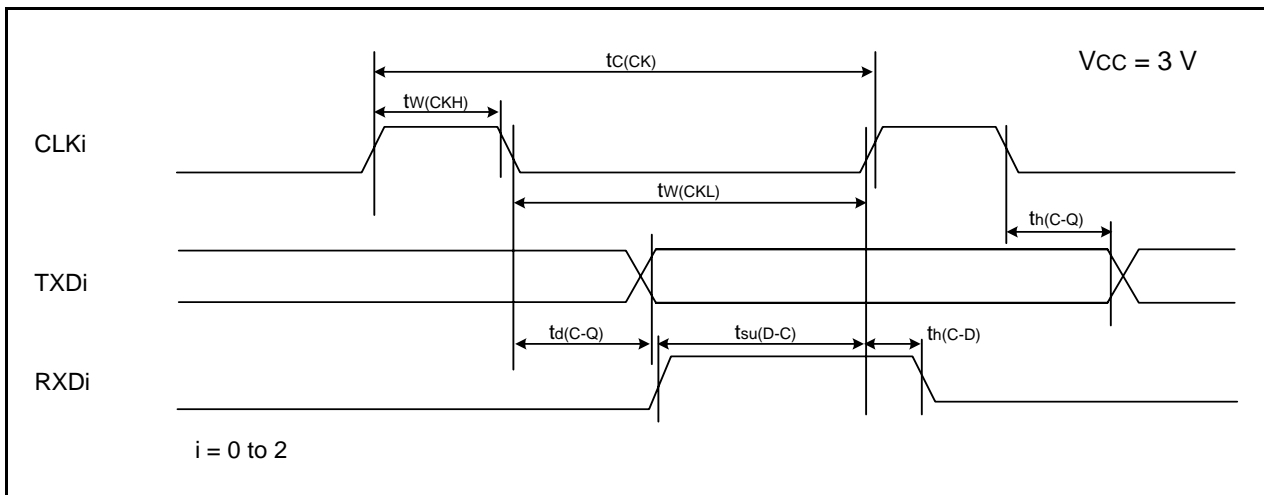 tC(CK)
VCC = 3 V
tW(CKH)
CLKi
tW(CKL)
th(C-Q)
TXDi
td(C-Q)
tsu(D-C)
th(C-D)
RXDi
i = 0 to 2